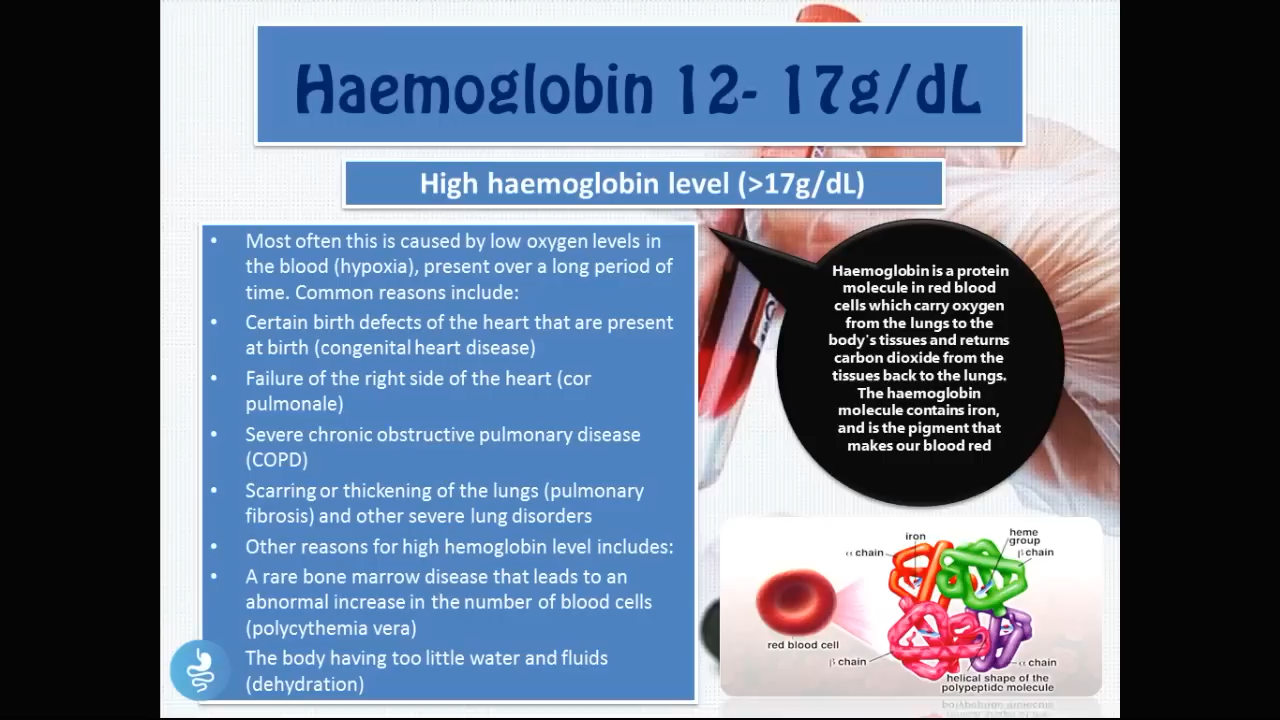 Haemoglobin 12- 17g/dL
High haemoglobin level (>17g/dL)
• Most often this is caused by low oxygen levels in
the blood (hypoxia), present over a long period of
time. Common reasons include:
• Certain birth defects of the heart that are present
at birth (congenital heart disease)
• Failure of the right side of the heart (cor
pulmonale)
• Severe chronic obstructive pulmonary disease
(COPD)
• Scarring or thickening of the lungs (pulmonary
fibrosis) and other severe lung disorders
• Other reasons for high hemoglobin level includes:
• A rare bone marrow disease that leads to an
abnormal increase in the number of blood cells
(polycythemia vera)
• The body having too little water and fluids
(dehydration)
Haemoglobin is a protein
molecule in red blood
cells which carry oxygen
from the lungs to the
body's tissues and returns
carbon dioxide from the
tissues back to the lungs.
The haemoglobin
molecule contains iron,
and is the pigment that
makes our blood red
iron
heme
group
α chain
β chain
red blood cell
β chain
α chain
helical shape of the
polypeptide molecule